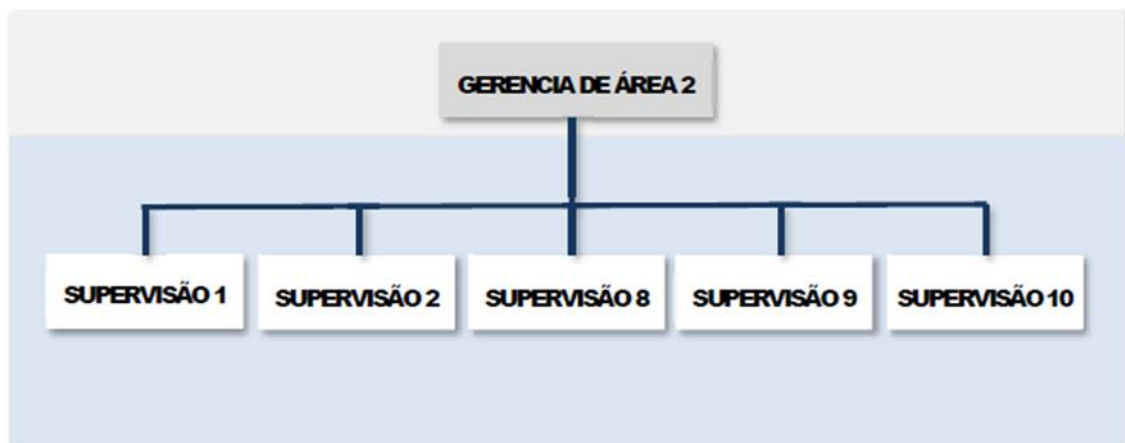 GERENCIA DE ÁREA 2
SUPERVISÃO 1
SUPERVISÃO 2
SUPERVISÃO 8
SUPERVISÃO 9
SUPERVISÃO 10